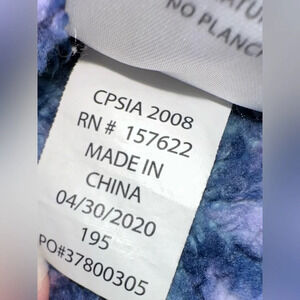 NO PLANC
CPSIA 2008
RN # 157622
MADE IN
CHINA
04/30/2020
195
PO#37800305